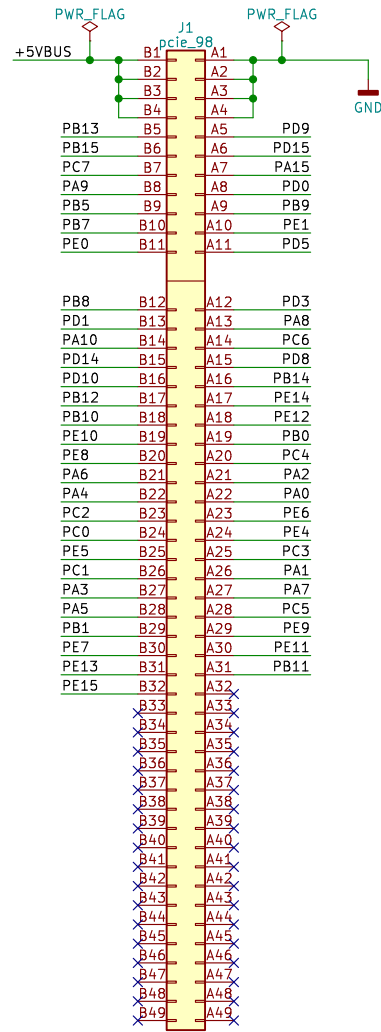 PWR_FLAG PWR_FLAG
J1
pcie_98
+5VBUS B1 A1
B2 A2
B3 A3
B4 A4
GND
PB13 B5 A5 PD9
PB15 B6 A6 PD15
PC7 B7 A7 PA15
PA9 B8 A8 PD0
PB5 B9 A9 PB9
PB7 B10 A10 PE1
PE0 B11 A11 PD5
PB8 B12 A12 PD3
PD1 B13 A13 PA8
PA10 B14 A14 PC6
PD14 B15 A15 PD8
PD10 B16 A16 PB14
PB12 B17 A17 PE14
PB10 B18 A18 PE12
PE10 B19 A19 PB0
PE8 B20 A20 PC4
PA6 B21 A21 PA2
PA4 B22 A22 PA0
PC2 B23 A23 PE6
PC0 B24 A24 PE4
PE5 B25 A25 PC3
PC1 B26 A26 PA1
PA3 B27 A27 PA7
PA5 B28 A28 PC5
PB1 B29 A29 PE9
PE7 B30 A30 PE11
PE13 B31 A31 PB11
PE15 B32 A32
B33 A33
B34 A34
B35 A35
B36 A36
B37 A37
B38 A38
B39 A39
B40 A40
B41 A41
B42 A42
B43 A43
B44 A44
B45 A45
B46 A46
B47 A47
B48 A48
B49 A49